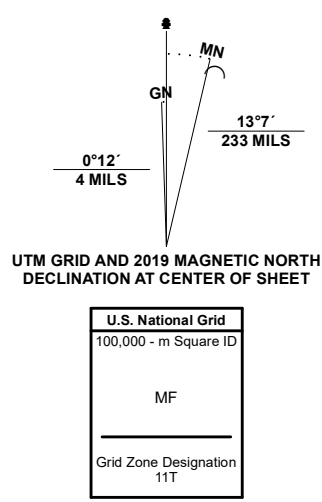 MN
GN
13°7´
233 MILS
0°12´
4 MILS
UTM GRID AND 2019 MAGNETIC NORTH
DECLINATION AT CENTER OF SHEET
U.S. National Grid
100,000 - m Square ID
MF
Grid Zone Designation
11T